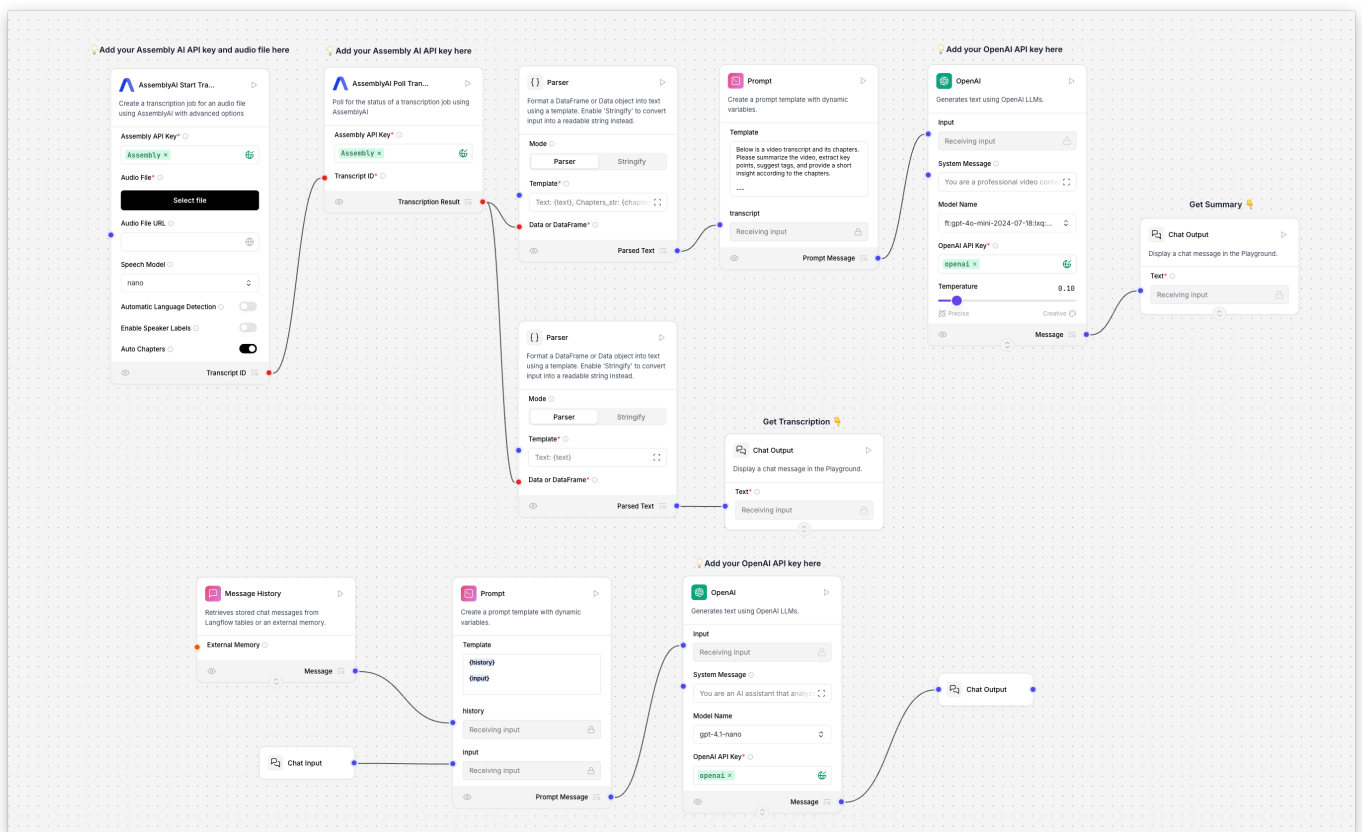 💡Add your Assembly AI API key and audio file here
AssemblyAI Start Tra...
Create a transcription job for an audio file
using AssemblyAI with advanced options
Assembly API Key*
Assembly ×
Audio File*
Select file
Audio File URL
Speech Model
nano
Automatic Language Detection
Enable Speaker Labels
Auto Chapters
Transcript ID
💡Add your Assembly AI API key here
AssemblyAI Poll Tran...
Poll for the status of a transcription job using
AssemblyAI
Assembly API Key*
Assembly ×
Transcript ID*
Transcription Result
{ } Parser
Format a DataFrame or Data object into text
using a template. Enable 'Stringify' to convert
input into a readable string instead.
Mode
Parser Stringify
Template*
Text: {text}, Chapters_str: {chapter
Data or DataFrame*
Parsed Text
Prompt
Create a prompt template with dynamic
variables.
Template
Below is a video transcript and its chapters.
Please summarize the video, extract key
points, suggest tags, and provide a short
insight according to the chapters.
---
transcript
Receiving input
Prompt Message
💡Add your OpenAI API key here
OpenAI
Generates text using OpenAI LLMs.
Input
Receiving input
System Message
You are a professional video conte
Model Name
ft:gpt-4o-mini-2024-07-18:lxq:...
OpenAI API Key*
openai ×
Temperature 0.10
Precise Creative
Message
Get Summary 👇
Chat Output
Display a chat message in the Playground.
Text*
Receiving input
{ } Parser
Format a DataFrame or Data object into text
using a template. Enable 'Stringify' to convert
input into a readable string instead.
Mode
Parser Stringify
Template*
Text: {text}
Data or DataFrame*
Parsed Text
Get Transcription 👇
Chat Output
Display a chat message in the Playground.
Text*
Receiving input
Message History
Retrieves stored chat messages from
Langflow tables or an external memory.
External Memory
Message
Chat Input
Prompt
Create a prompt template with dynamic
variables.
Template
{history}
{input}
history
Receiving input
input
Receiving input
Prompt Message
💡Add your OpenAI API key here
OpenAI
Generates text using OpenAI LLMs.
Input
Receiving input
System Message
You are an AI assistant that analyz
Model Name
gpt-4.1-nano
OpenAI API Key*
openai ×
Message
Chat Output